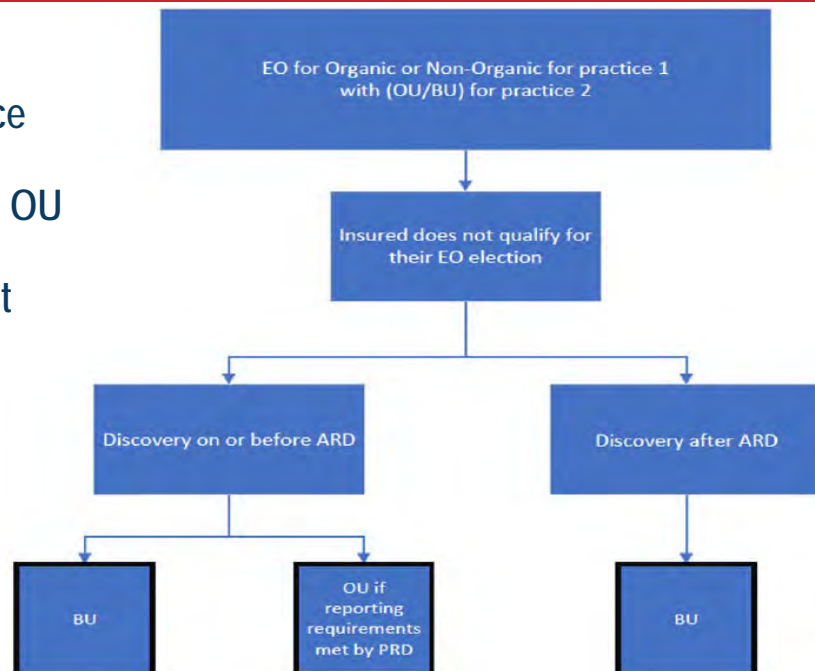 ce
OU
t
EO for Organic or Non-Organic for practice 1
with (OU/BU) for practice 2
Insured does not qualify for
their EO election
Discovery on or before ARD
Discovery after ARD
BU
OU if
reporting
requirements
met by PRD
BU